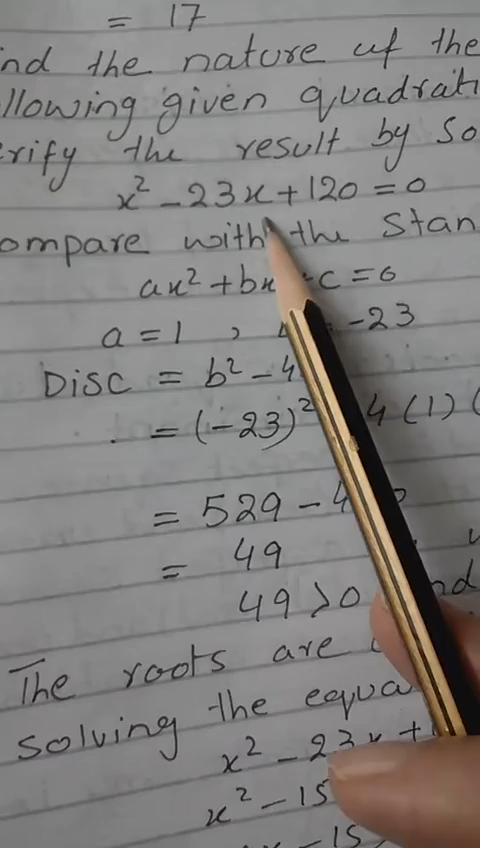 = 17
nd the nature of the
llowing given quadrati
rify the result by so
x² - 23x + 120 = 0
ompare with the stan
ax² + bx c = 0
a = 1 , -23
Disc = b² - 4
= (-23)² 4 (1) (
= 529 - 4
= 49
49 > 0 nd
The roots are
solving the equa
x² - 23x +
x² - 15
- 15